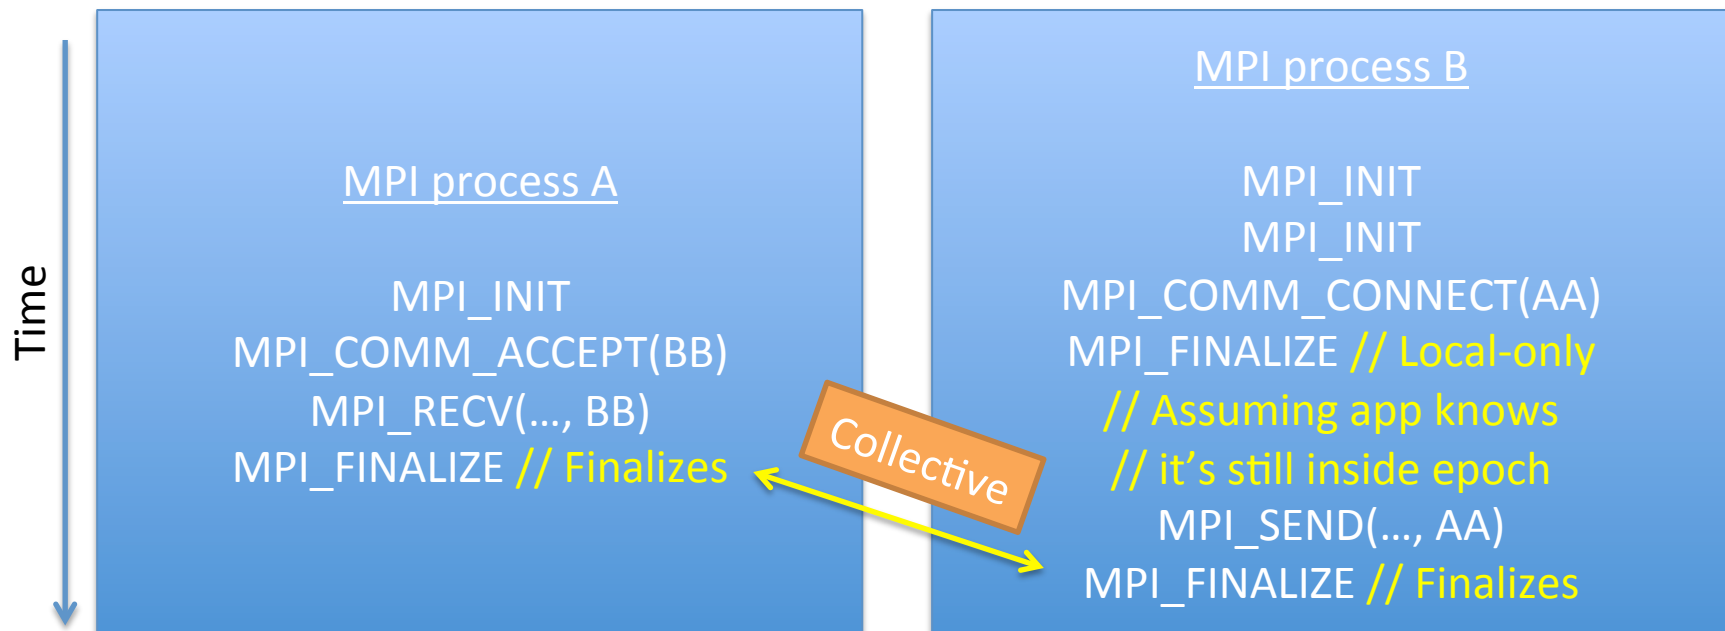 Time
MPI process A
MPI_INIT
MPI_COMM_ACCEPT(BB)
MPI_RECV(…, BB)
MPI_FINALIZE // Finalizes
Collective
MPI process B
MPI_INIT
MPI_INIT
MPI_COMM_CONNECT(AA)
MPI_FINALIZE // Local-only
// Assuming app knows
// it’s still inside epoch
MPI_SEND(…, AA)
MPI_FINALIZE // Finalizes